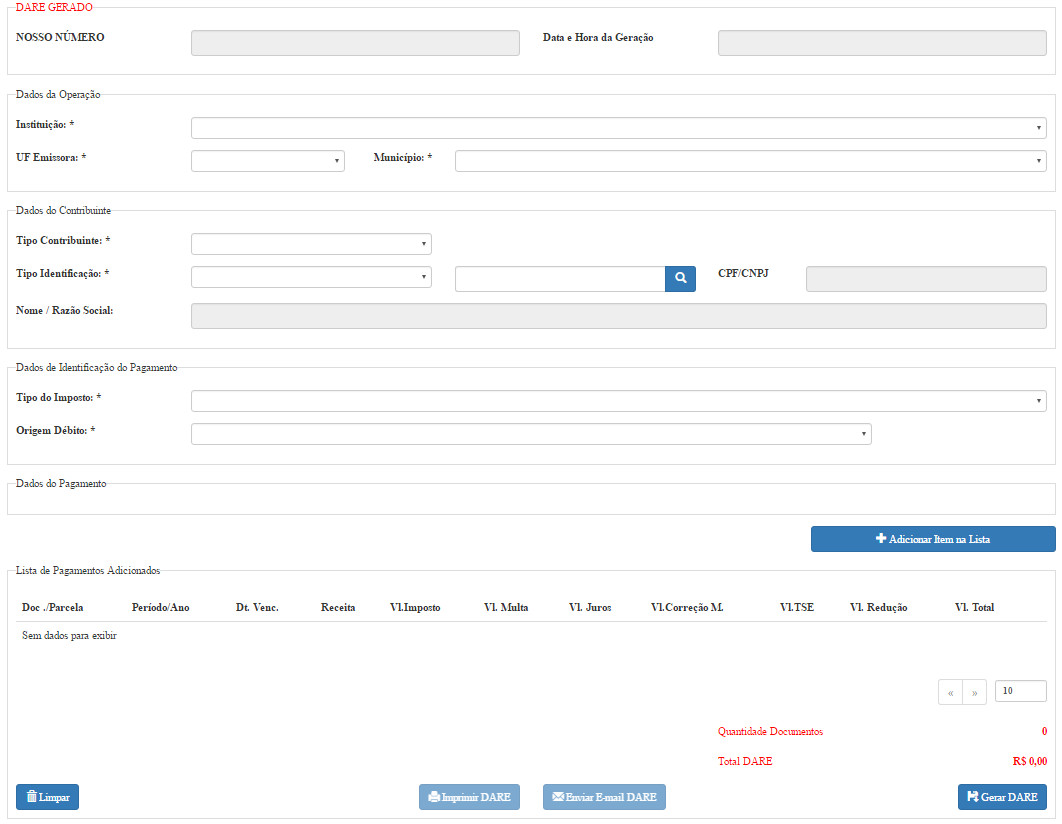 DARE GERADO
NOSSO NÚMERO Data e Hora da Geração
Dados da Operação
Instituição: *
UF Emissora: * Município: *
Dados do Contribuinte
Tipo Contribuinte: *
Tipo Identificação: * CPF/CNPJ
Nome / Razão Social:
Dados de Identificação do Pagamento
Tipo do Imposto: *
Origem Débito: *
Dados do Pagamento
Adicionar Item na Lista
Lista de Pagamentos Adicionados
Doc ./Parcela Período/Ano Dt. Venc. Receita Vl.Imposto Vl. Multa Vl. Juros Vl.Correção M. Vl.TSE Vl. Redução Vl. Total
Sem dados para exibir
« » 10
Quantidade Documentos 0
Total DARE R$ 0,00
Limpar Imprimir DARE Enviar E-mail DARE Gerar DARE